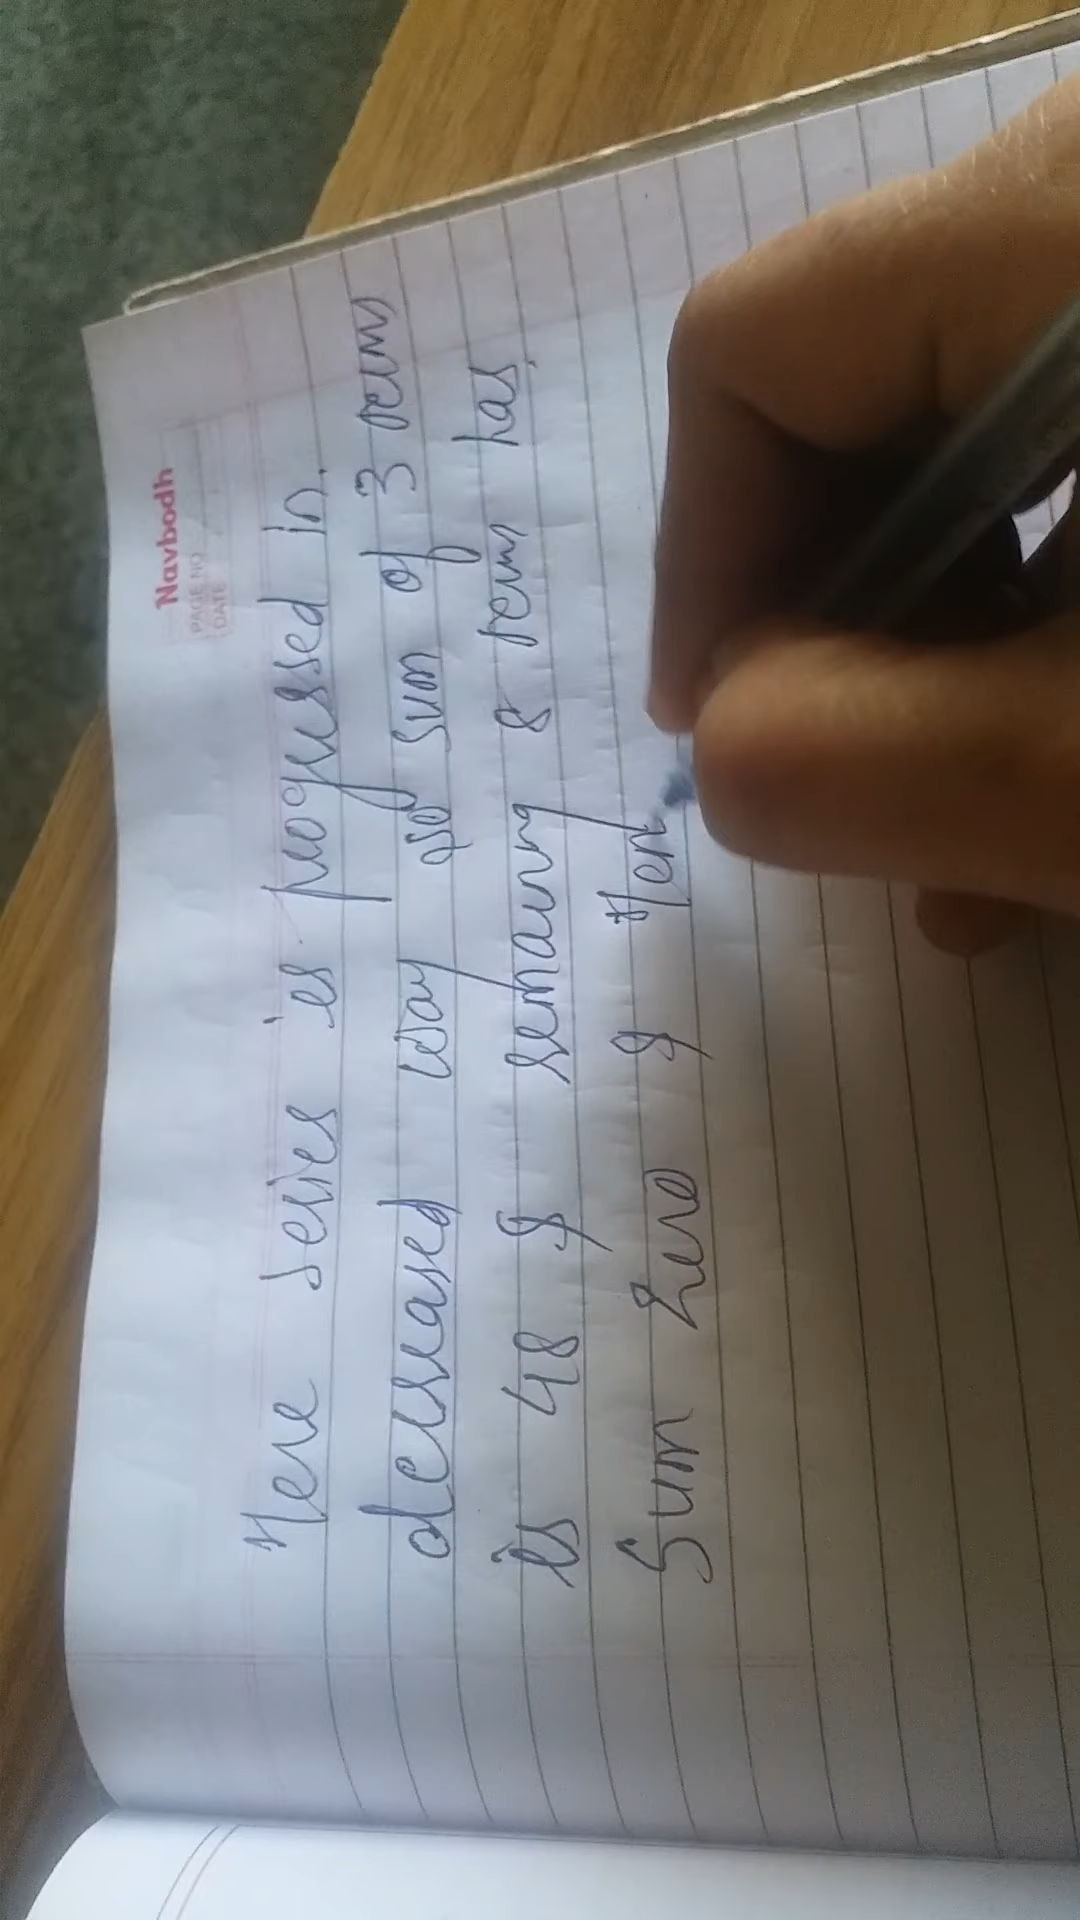 Navbodh
PAGE NO
DATE
Here series is progressed in.
decreased way so sum of 3 terms
is 48 & remaining 8 terms has
sum zero & Hen